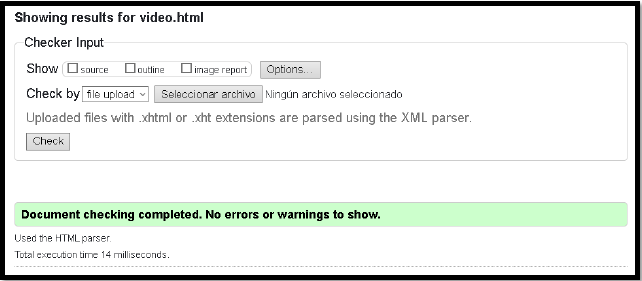 Showing results for video.html
Checker Input
Show source outline image report Options...
Check by file upload Seleccionar archivo Ningún archivo seleccionado
Uploaded files with .xhtml or .xht extensions are parsed using the XML parser.
Check
Document checking completed. No errors or warnings to show.
Used the HTML parser.
Total execution time 14 milliseconds.